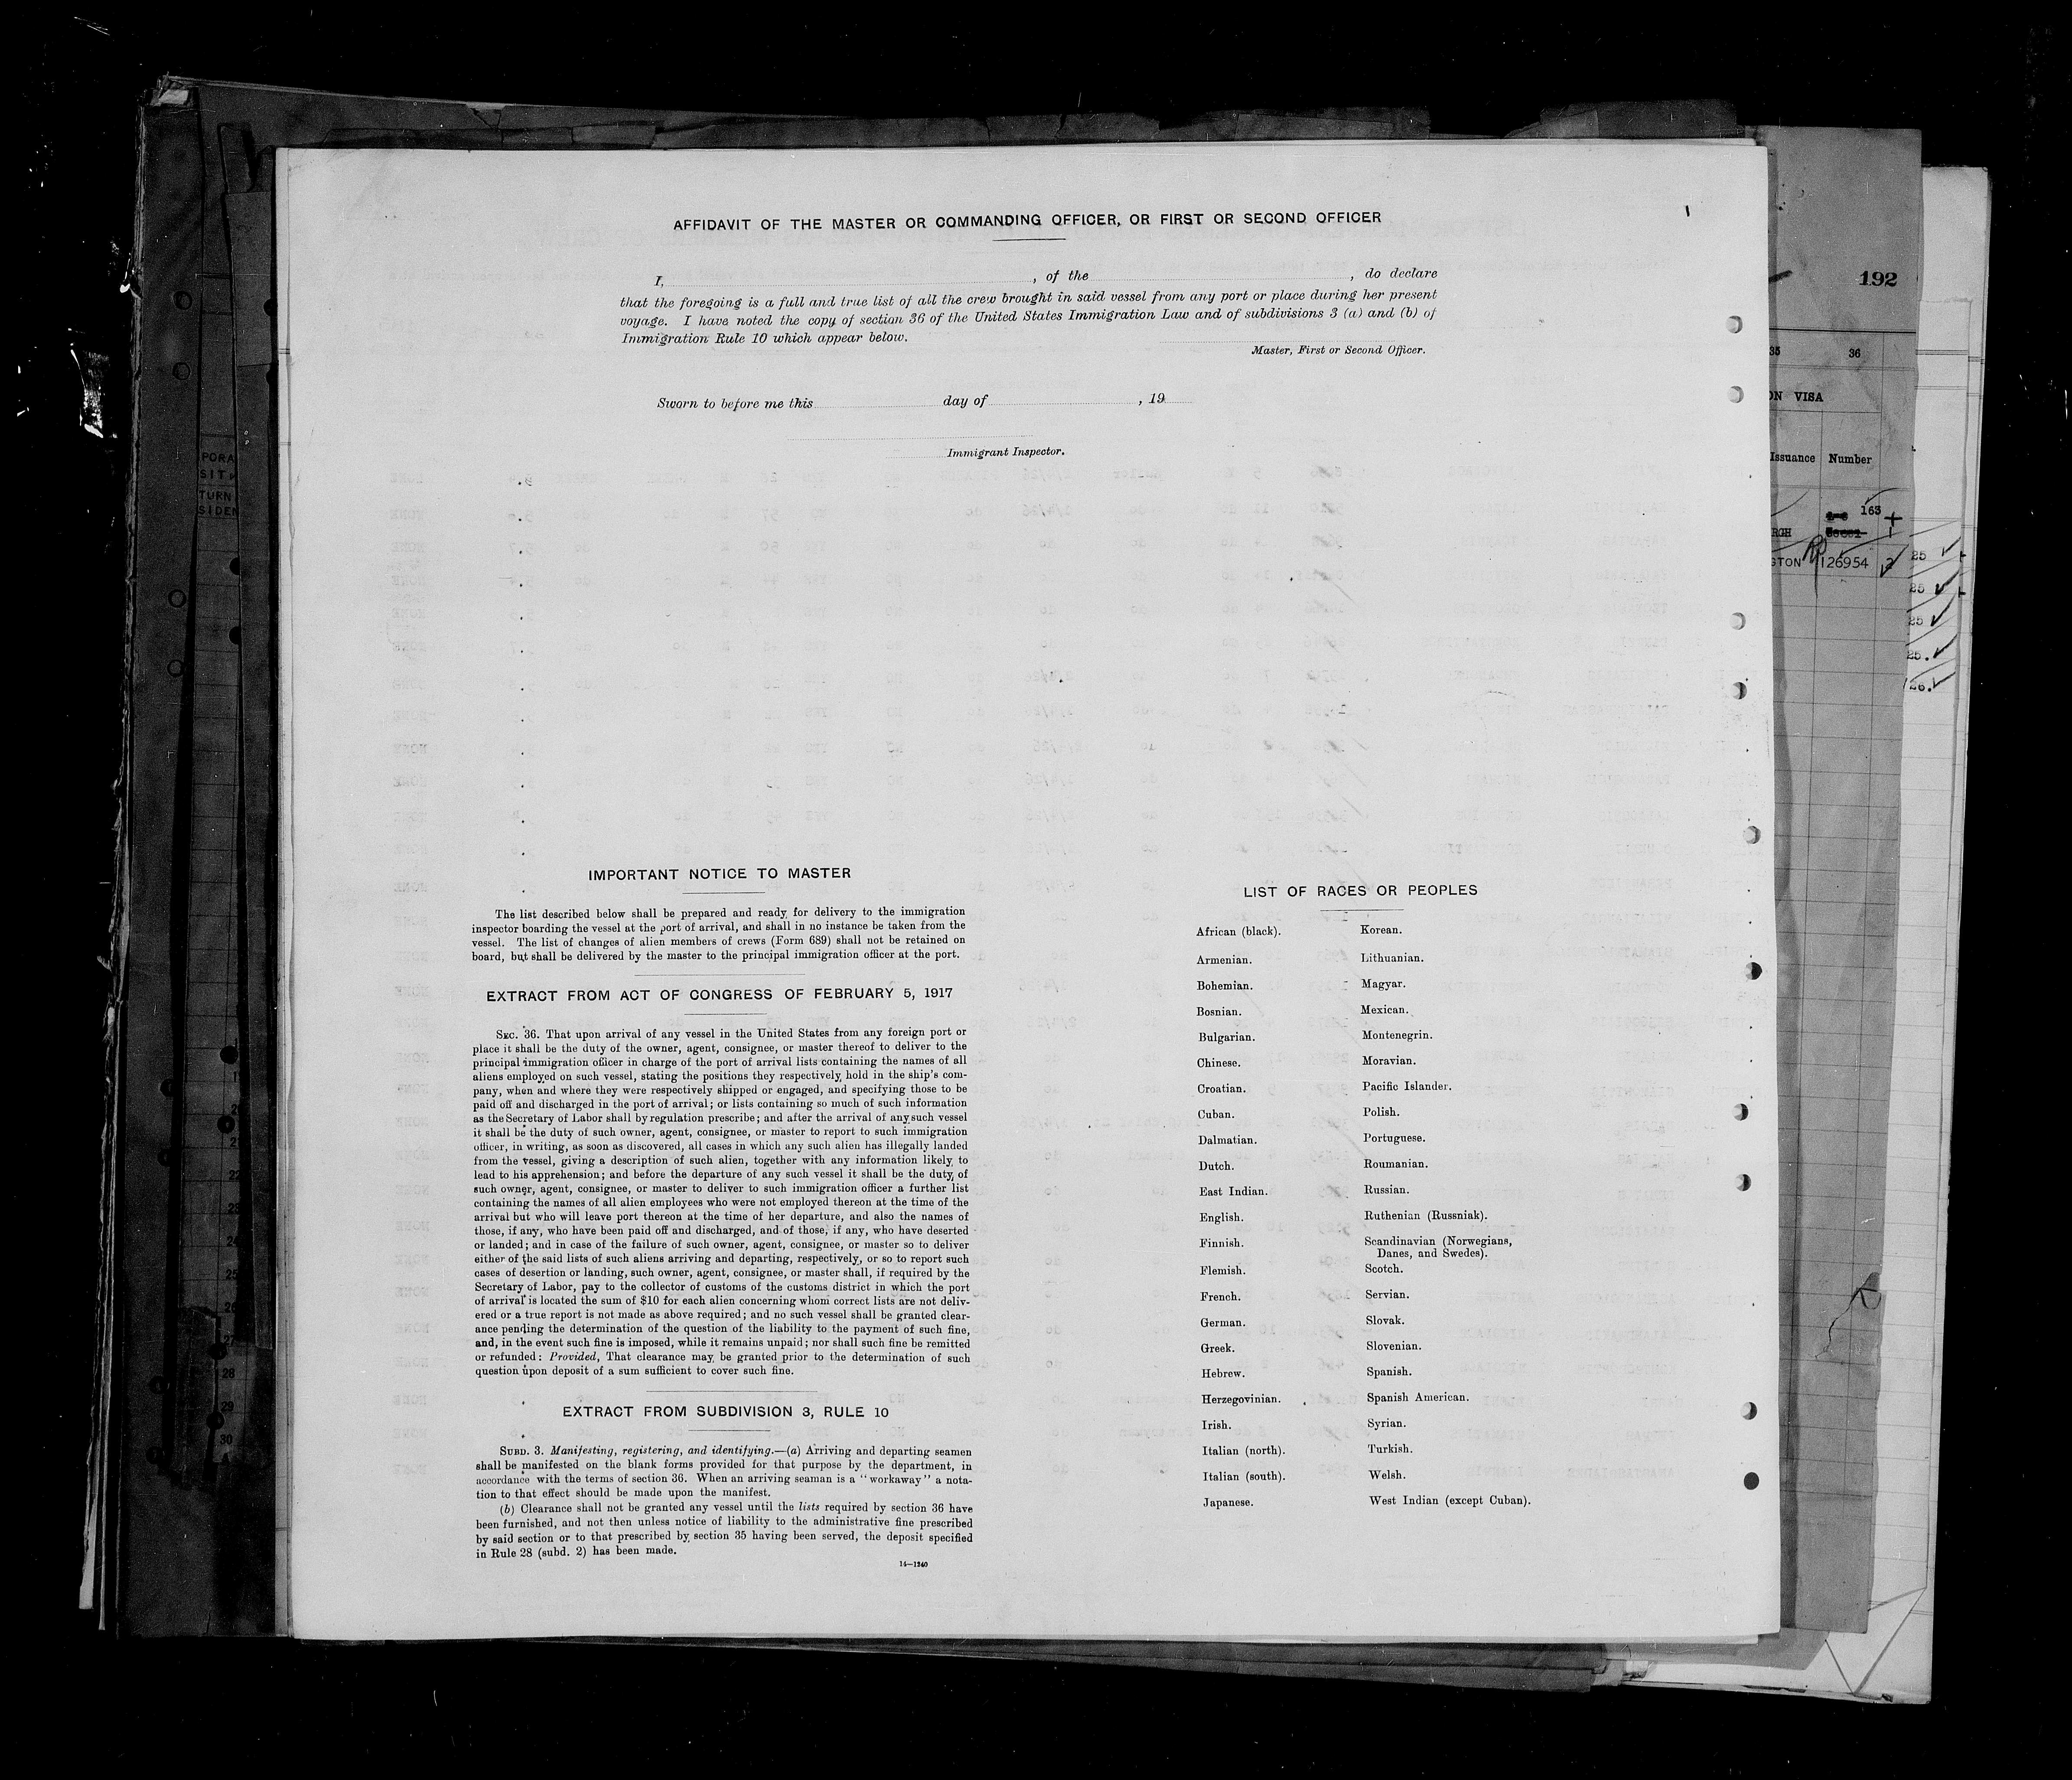 AFFIDAVIT OF THE MASTER OR COMMANDING OFFICER, OR FIRST OR SECOND OFFICER
I, , of the , do declare
that the foregoing is a full and true list of all the crew brought in said vessel from any port or place during her present
voyage. I have noted the copy of section 36 of the United States Immigration Law and of subdivisions 3 (a) and (b) of
Immigration Rule 10 which appear below.
Master, First or Second Officer.
Sworn to before me this day of , 19
Immigrant Inspector.
IMPORTANT NOTICE TO MASTER
The list described below shall be prepared and ready for delivery to the immigration
inspector boarding the vessel at the port of arrival, and shall in no instance be taken from the
vessel. The list of changes of alien members of crews (Form 689) shall not be retained on
board, but shall be delivered by the master to the principal immigration officer at the port.
EXTRACT FROM ACT OF CONGRESS OF FEBRUARY 5, 1917
SEC. 36. That upon arrival of any vessel in the United States from any foreign port or
place it shall be the duty of the owner, agent, consignee, or master thereof to deliver to the
principal immigration officer in charge of the port of arrival lists containing the names of all
aliens employed on such vessel, stating the positions they respectively hold in the ship's com-
pany, when and where they were respectively shipped or engaged, and specifying those to be
paid off and discharged in the port of arrival; or lists containing so much of such information
as the Secretary of Labor shall by regulation prescribe; and after the arrival of any such vessel
it shall be the duty of such owner, agent, consignee, or master to report to such immigration
officer, in writing, as soon as discovered, all cases in which any such alien has illegally landed
from the vessel, giving a description of such alien, together with any information likely to
lead to his apprehension; and before the departure of any such vessel it shall be the duty of
such owner, agent, consignee, or master to deliver to such immigration officer a further list
containing the names of all alien employees who were not employed thereon at the time of the
arrival but who will leave port thereon at the time of her departure, and also the names of
those, if any, who have been paid off and discharged, and of those, if any, who have deserted
or landed; and in case of the failure of such owner, agent, consignee, or master so to deliver
either of the said lists of such aliens arriving and departing, respectively, or so to report such
cases of desertion or landing, such owner, agent, consignee, or master shall, if required by the
Secretary of Labor, pay to the collector of customs of the customs district in which the port
of arrival is located the sum of $10 for each alien concerning whom correct lists are not deliv-
ered or a true report is not made as above required; and no such vessel shall be granted clear-
ance pending the determination of the question of the liability to the payment of such fine,
and, in the event such fine is imposed, while it remains unpaid; nor shall such fine be remitted
or refunded: Provided, That clearance may be granted prior to the determination of such
question upon deposit of a sum sufficient to cover such fine.
EXTRACT FROM SUBDIVISION 3, RULE 10
SUBD. 3. Manifesting, registering, and identifying.—(a) Arriving and departing seamen
shall be manifested on the blank forms provided for that purpose by the department, in
accordance with the terms of section 36. When an arriving seaman is a "workaway" a nota-
tion to that effect should be made upon the manifest.
(b) Clearance shall not be granted any vessel until the lists required by section 36 have
been furnished, and not then unless notice of liability to the administrative fine prescribed
by said section or to that prescribed by section 35 having been served, the deposit specified
in Rule 28 (subd. 2) has been made.
14—1240
LIST OF RACES OR PEOPLES
African (black).
Armenian.
Bohemian.
Bosnian.
Bulgarian.
Chinese.
Croatian.
Cuban.
Dalmatian.
Dutch.
East Indian.
English.
Finnish.
Flemish.
French.
German.
Greek.
Hebrew.
Herzegovinian.
Irish.
Italian (north).
Italian (south).
Japanese.
Korean.
Lithuanian.
Magyar.
Mexican.
Montenegrin.
Moravian.
Pacific Islander.
Polish.
Portuguese.
Roumanian.
Russian.
Ruthenian (Russniak).
Scandinavian (Norwegians,
Danes, and Swedes).
Scotch.
Servian.
Slovak.
Slovenian.
Spanish.
Spanish American.
Syrian.
Turkish.
Welsh.
West Indian (except Cuban).
192
35 36
ON VISA
Issuance Number
163
RGH
GTON 126954 2
25
25
25
25.
26.
PORA
SIT
TURN
SIDEN
28
29
30